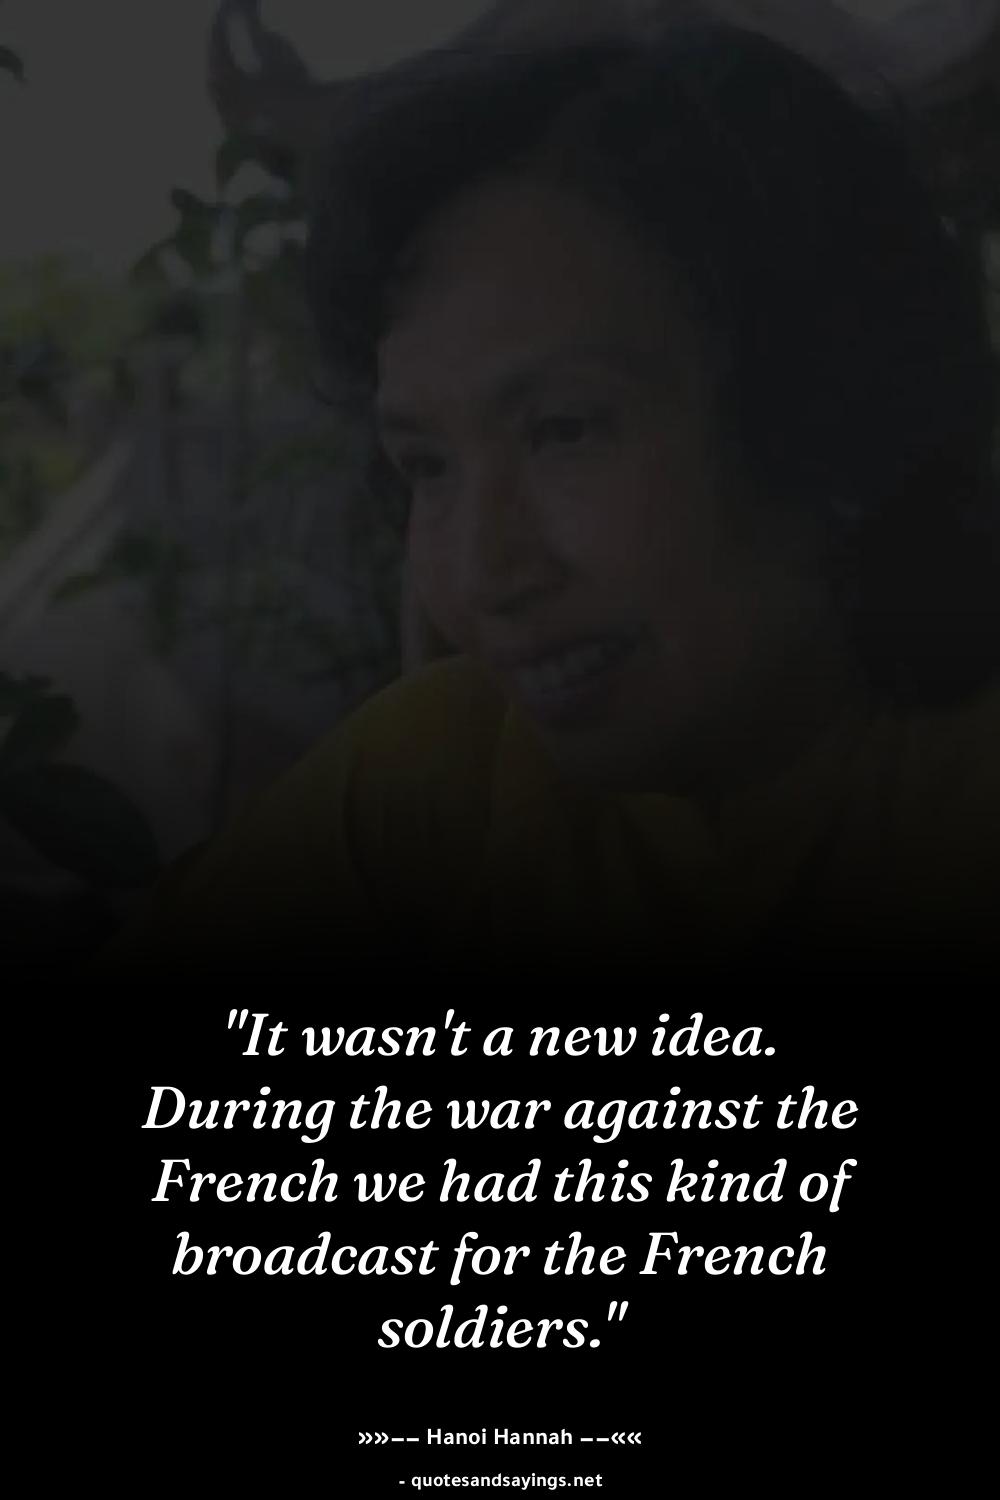 "It wasn't a new idea.
During the war against the
French we had this kind of
broadcast for the French
soldiers."
»»—— Hanoi Hannah ——««
- quotesandsayings.net